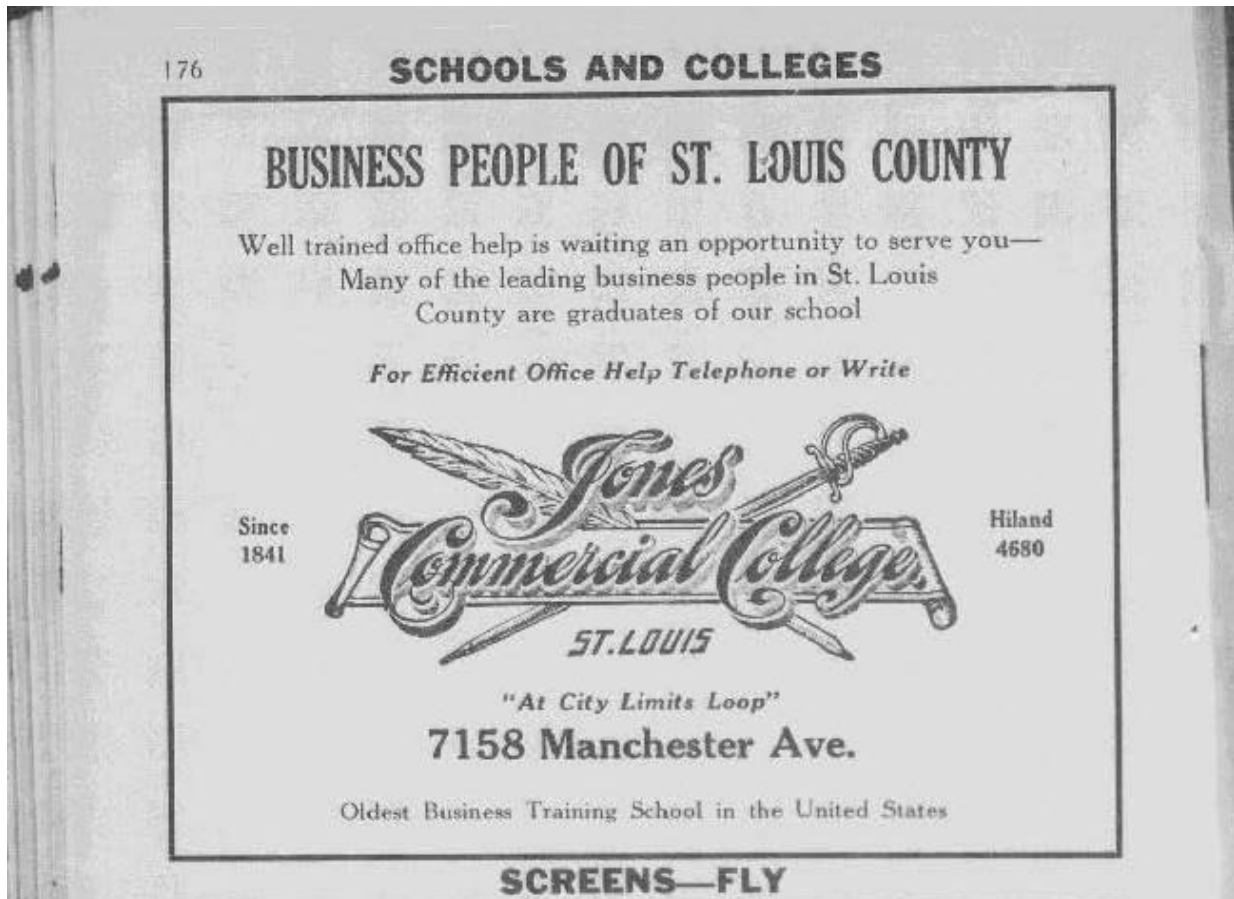 176
SCHOOLS AND COLLEGES
BUSINESS PEOPLE OF ST. LOUIS COUNTY
Well trained office help is waiting an opportunity to serve you—
Many of the leading business people in St. Louis
County are graduates of our school
For Efficient Office Help Telephone or Write
Jones
Since
1841
Commercial College
Hiland
4680
ST. LOUIS
"At City Limits Loop"
7158 Manchester Ave.
Oldest Business Training School in the United States
SCREENS—FLY